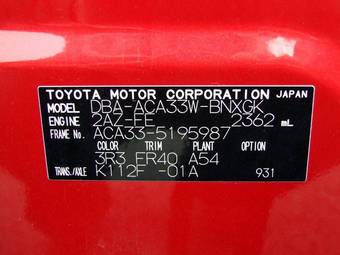 TOYOTA MOTOR CORPORATION JAPAN
MODEL DBA-ACA33W-BNXGK
ENGINE 2AZ-FE 2362 mL
FRAME No. ACA33-5195987
COLOR TRIM PLANT OPTION
3R3 FR40 A54
TRANS./AXLE K112F -01A 931